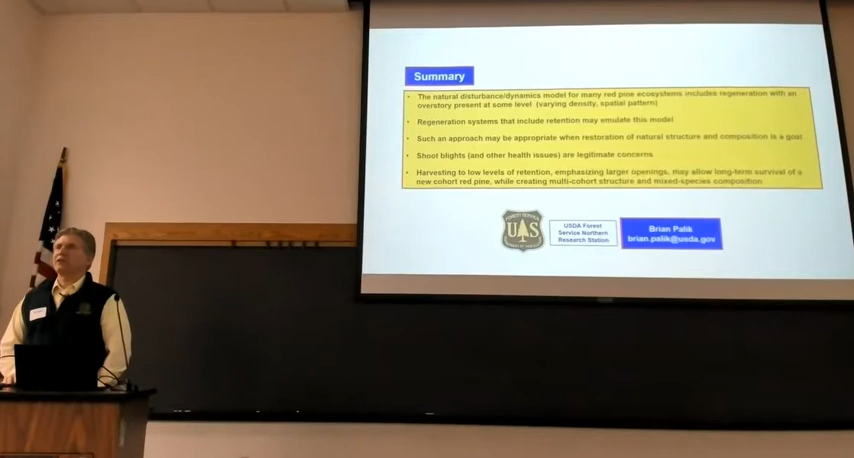 Summary
• The natural disturbance/dynamics model for many red pine ecosystems includes regeneration with an
overstory present at some level (varying density, spatial pattern)
• Regeneration systems that include retention may emulate this model
• Such an approach may be appropriate when restoration of natural structure and composition is a goal
• Shoot blights (and other health issues) are legitimate concerns
• Harvesting to low levels of retention, emphasizing larger openings, may allow long-term survival of a
new cohort red pine, while creating multi-cohort structure and mixed-species composition
FOREST SERVICE
UAS
USDA Forest
Service Northern
Research Station
Brian Palik
brian.palik@usda.gov